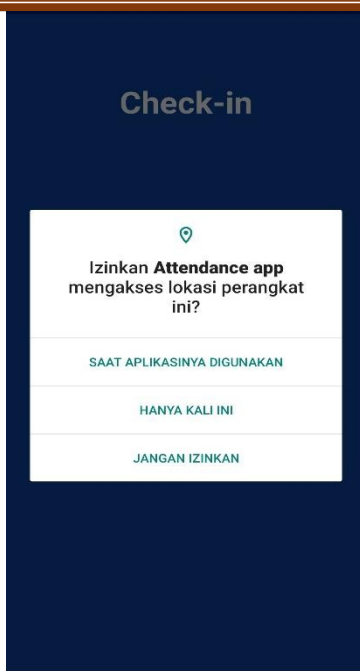 Check-in
Izinkan Attendance app
mengakses lokasi perangkat
ini?
SAAT APLIKASINYA DIGUNAKAN
HANYA KALI INI
JANGAN IZINKAN